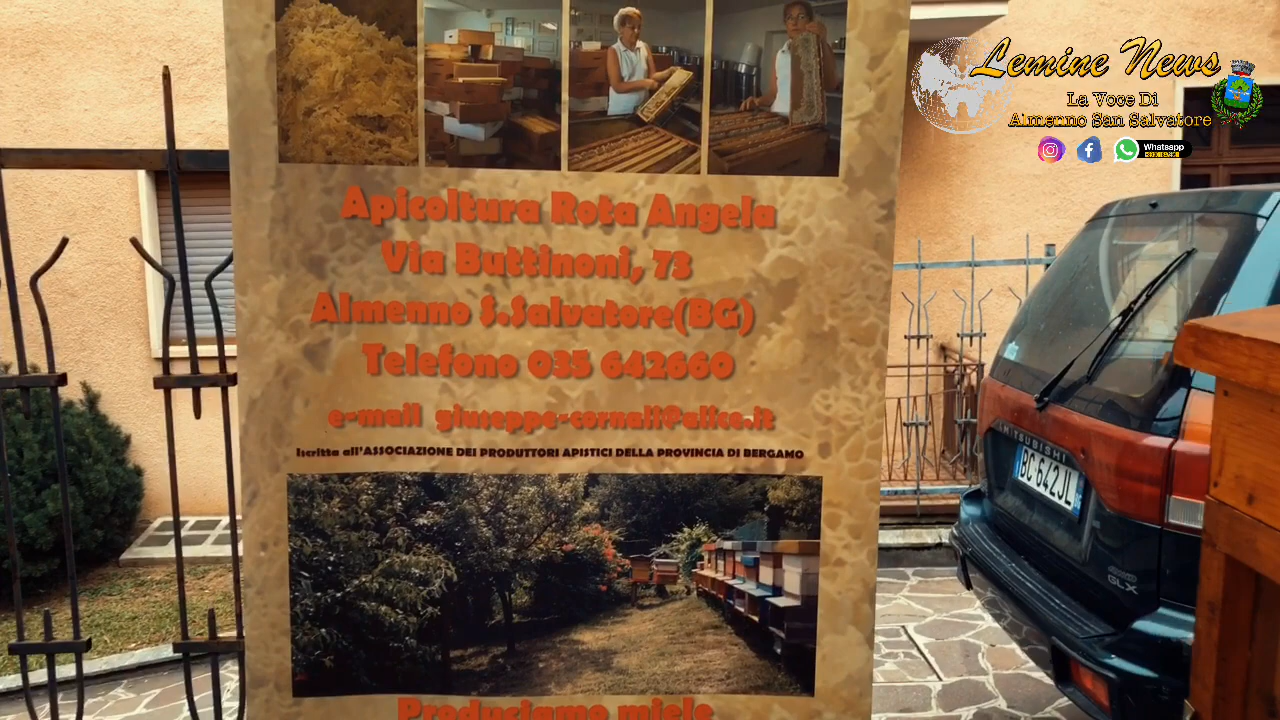 Lemine News
La Voce Di
Almenno San Salvatore
Whatsapp
Apicoltura Rota Angela
Via Buttinoni, 73
Almenno S.Salvatore(BG)
Telefono 035 642660
e-mail giuseppe-cornali@alice.it
Iscritta all'ASSOCIAZIONE DEI PRODUTTORI APISTICI DELLA PROVINCIA DI BERGAMO
MITSUBISHI
BC 642JL
GLX
Produciamo miele